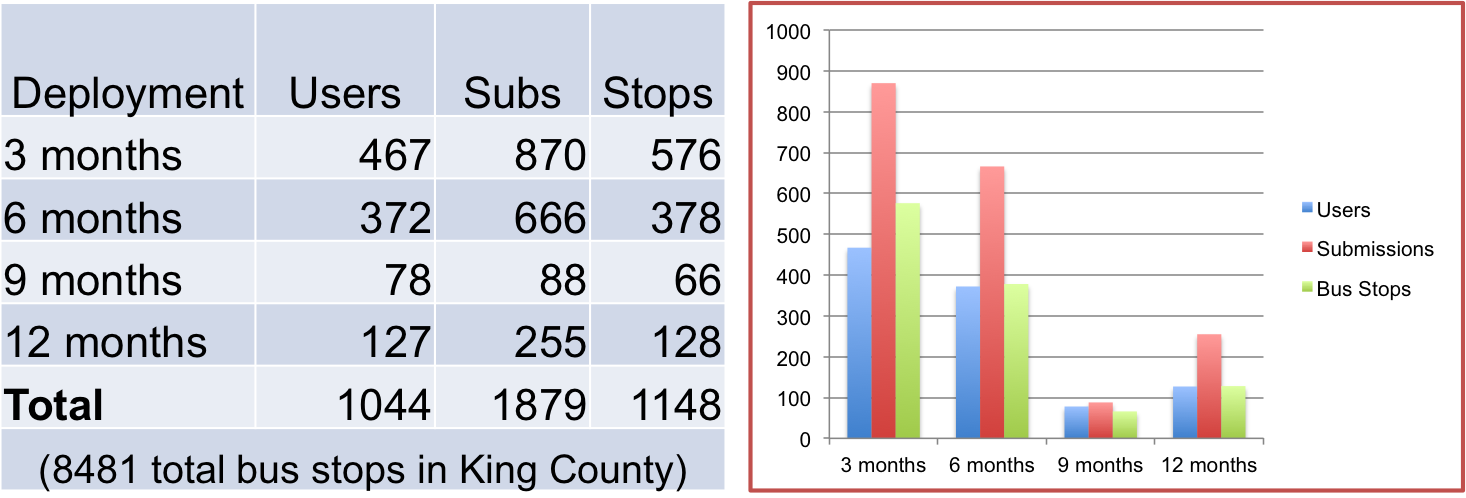 Deployment Users Subs Stops
3 months 467 870 576
6 months 372 666 378
9 months 78 88 66
12 months 127 255 128
Total 1044 1879 1148
(8481 total bus stops in King County)
1000
900
800
700
600
500
400
300
200
100
0
3 months 6 months 9 months 12 months
Users
Submissions
Bus Stops